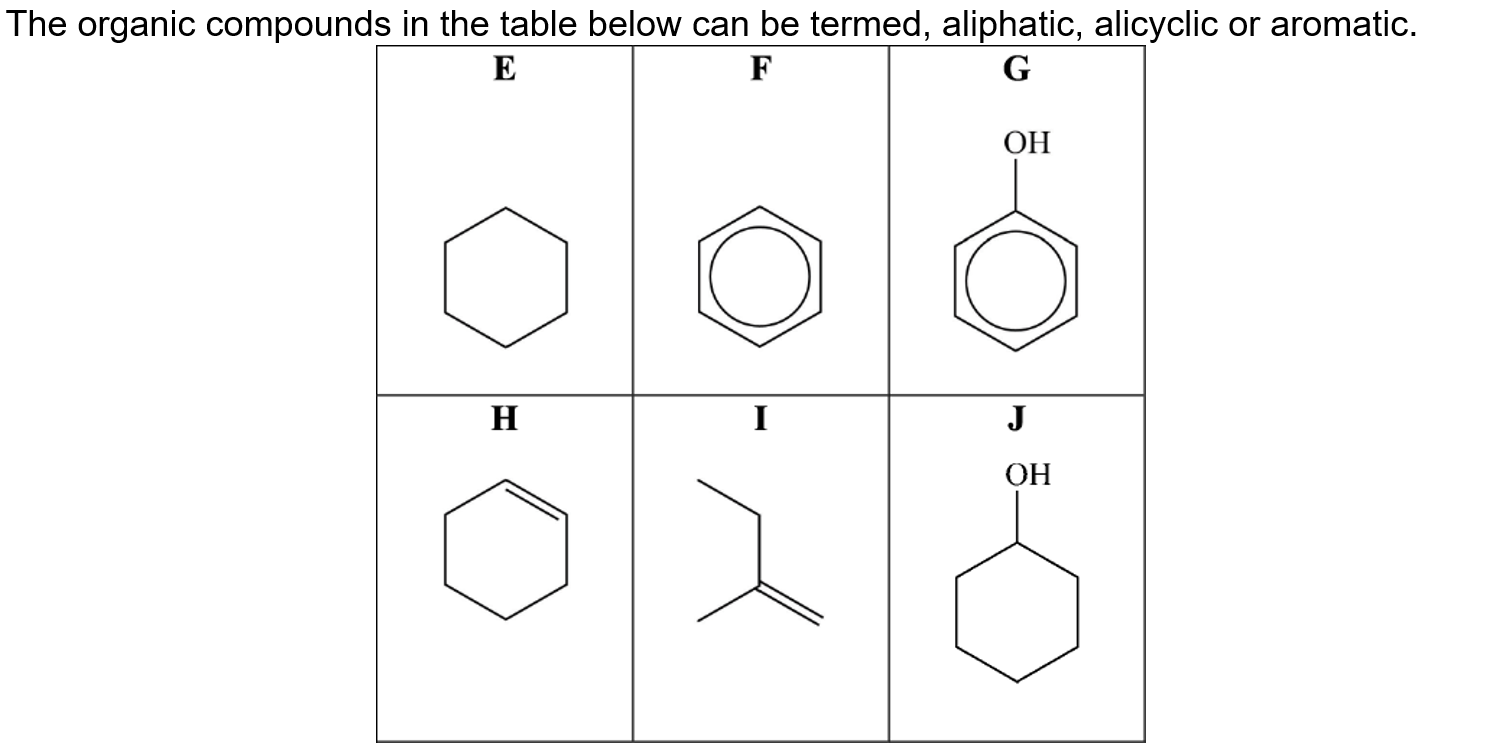 The organic compounds in the table below can be termed, aliphatic, alicyclic or aromatic.
E F G
OH
H I J
OH